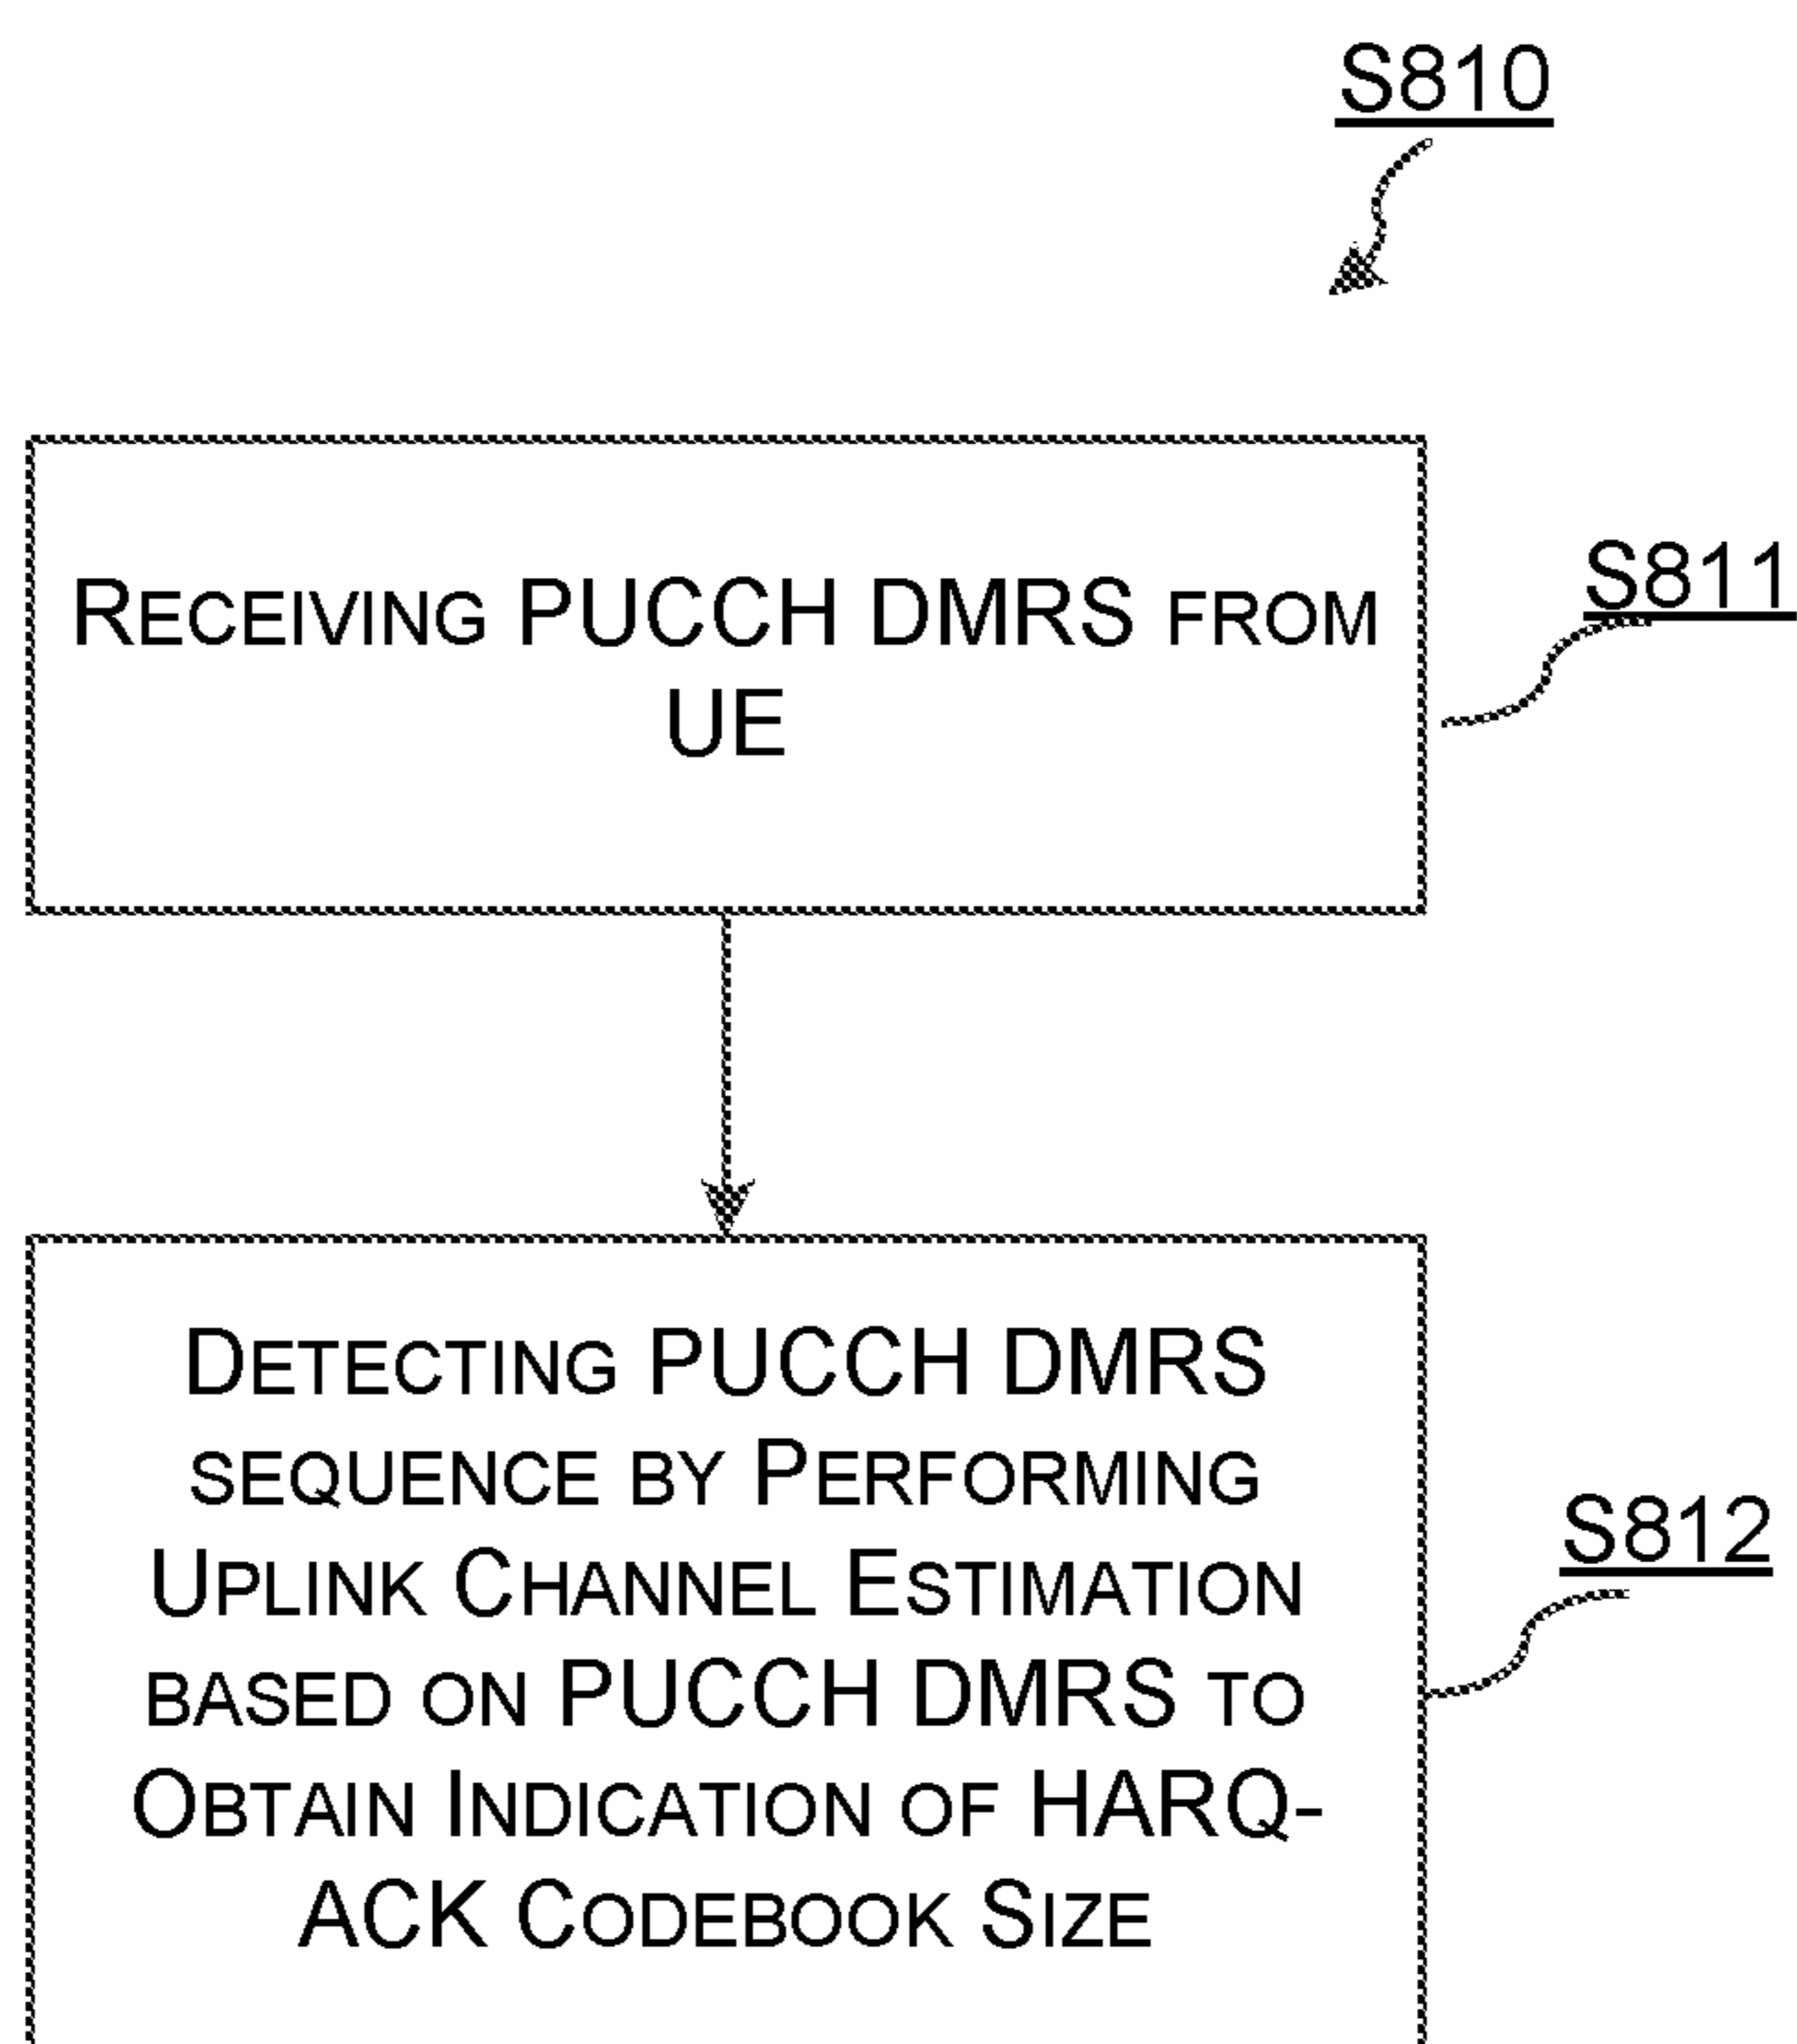 S810
RECEIVING PUCCH DMRS FROM
UE
S811
DETECTING PUCCH DMRS
SEQUENCE BY PERFORMING
UPLINK CHANNEL ESTIMATION
BASED ON PUCCH DMRS TO
OBTAIN INDICATION OF HARQ-
ACK CODEBOOK SIZE
S812